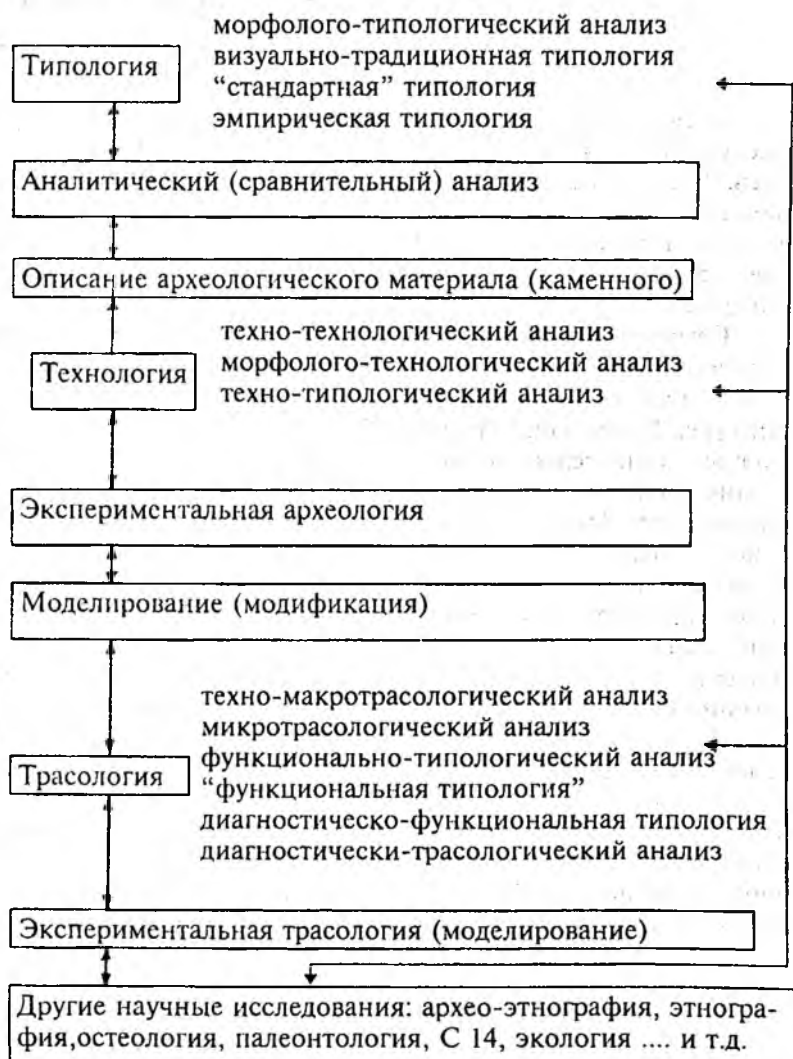 морфолого-типологический анализ
Типология
визуально-традиционная типология
“стандартная” типология
эмпирическая типология
Аналитический (сравнительный) анализ
Описание археологического материала (каменного)
техно-технологический анализ
Технология
морфолого-технологический анализ
техно-типологический анализ
Экспериментальная археология
Моделирование (модификация)
техно-макротрасологический анализ
микротрасологический анализ
функционально-типологический анализ
Трасология
“функциональная типология”
диагностическо-функциональная типология
диагностически-трасологический анализ
Экспериментальная трасология (моделирование)
Другие научные исследования: археo-этнография, этногра-
фия,остеология, палеонтология, С 14, экология .... и т.д.